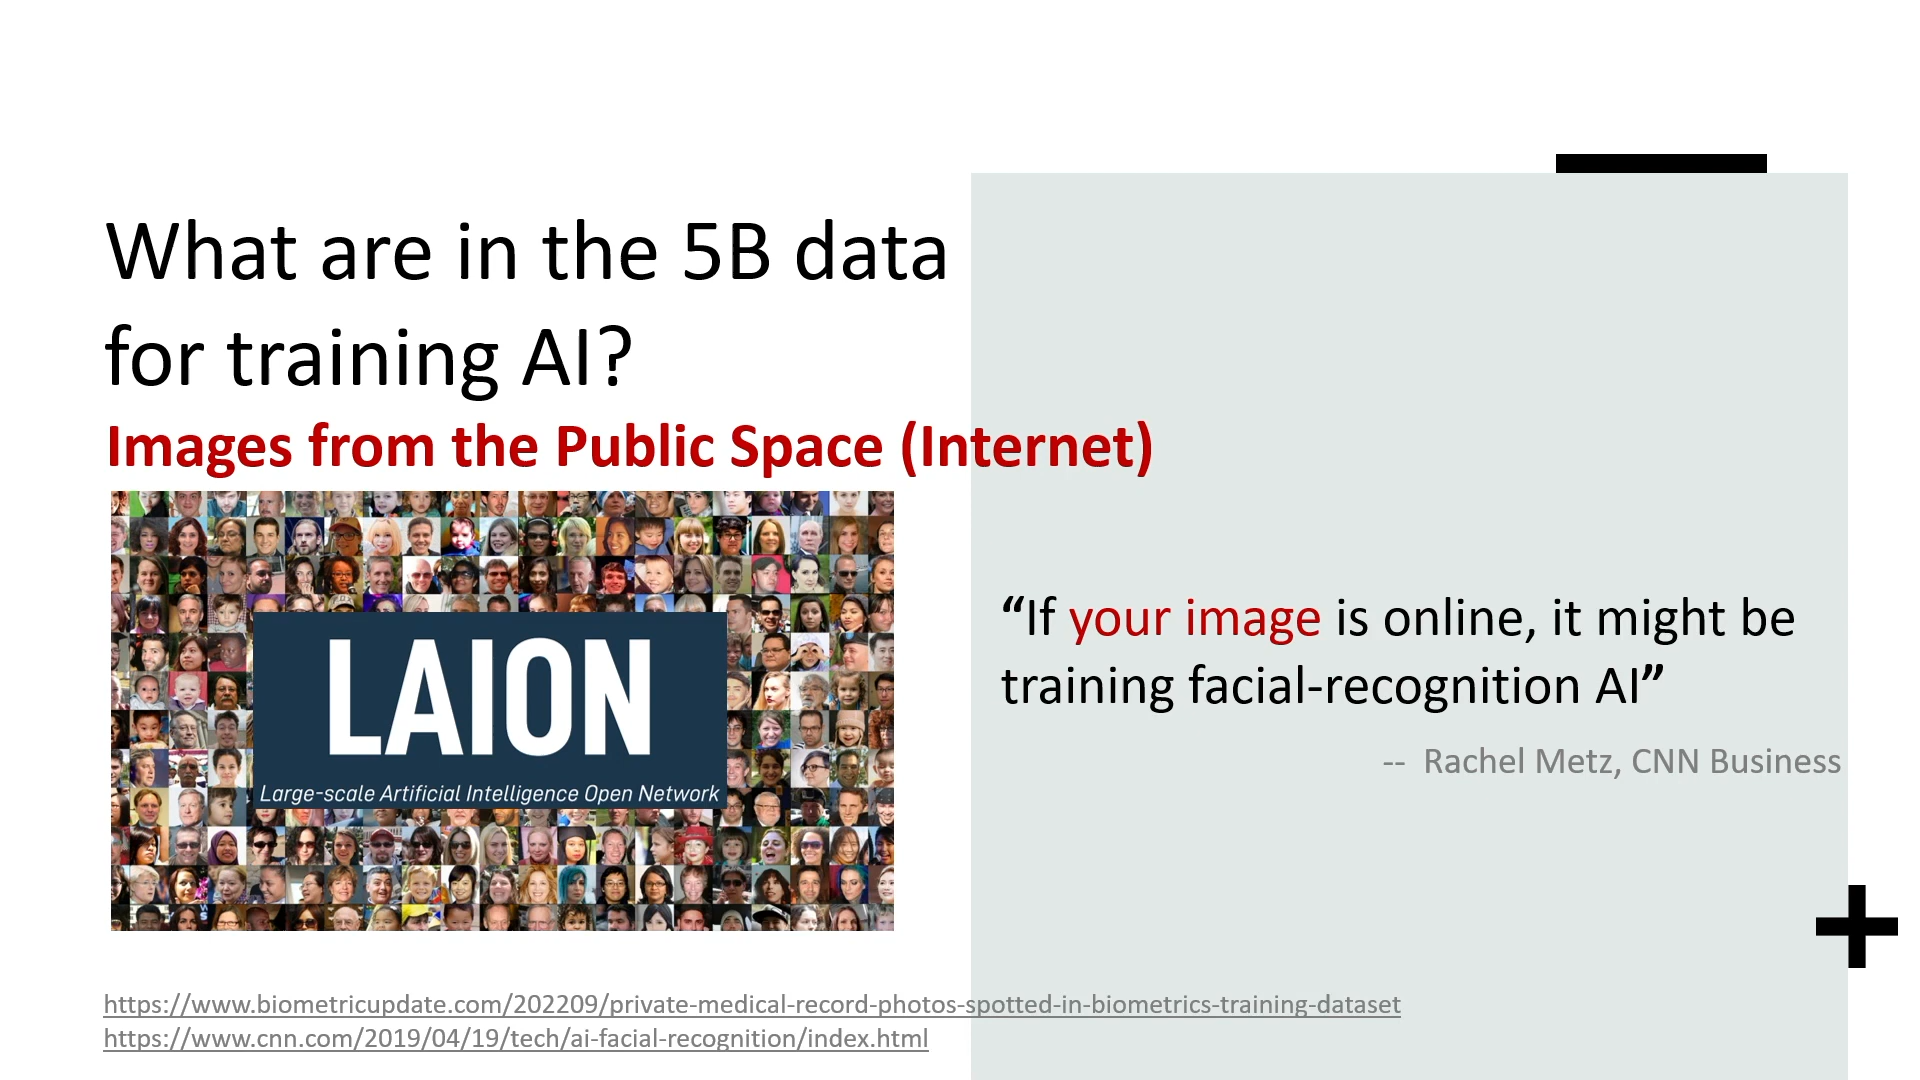 What are in the 5B data
for training AI?
Images from the Public Space (Internet)
LAION
Large-scale Artificial Intelligence Open Network
“If your image is online, it might be
training facial-recognition AI”
-- Rachel Metz, CNN Business
https://www.biometricupdate.com/202209/private-medical-record-photos-spotted-in-biometrics-training-dataset
https://www.cnn.com/2019/04/19/tech/ai-facial-recognition/index.html